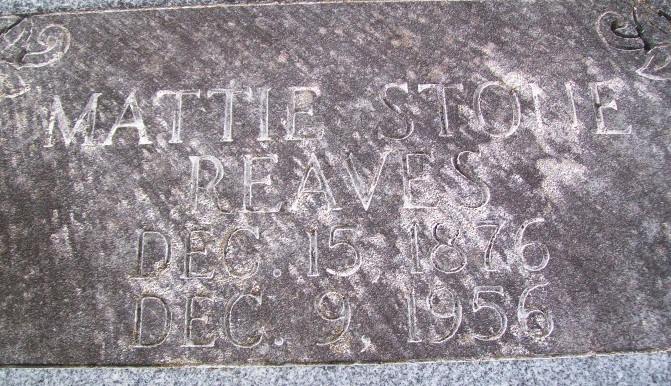 MATTIE STONE
REAVES
DEC. 15, 1876
DEC. 9, 1956